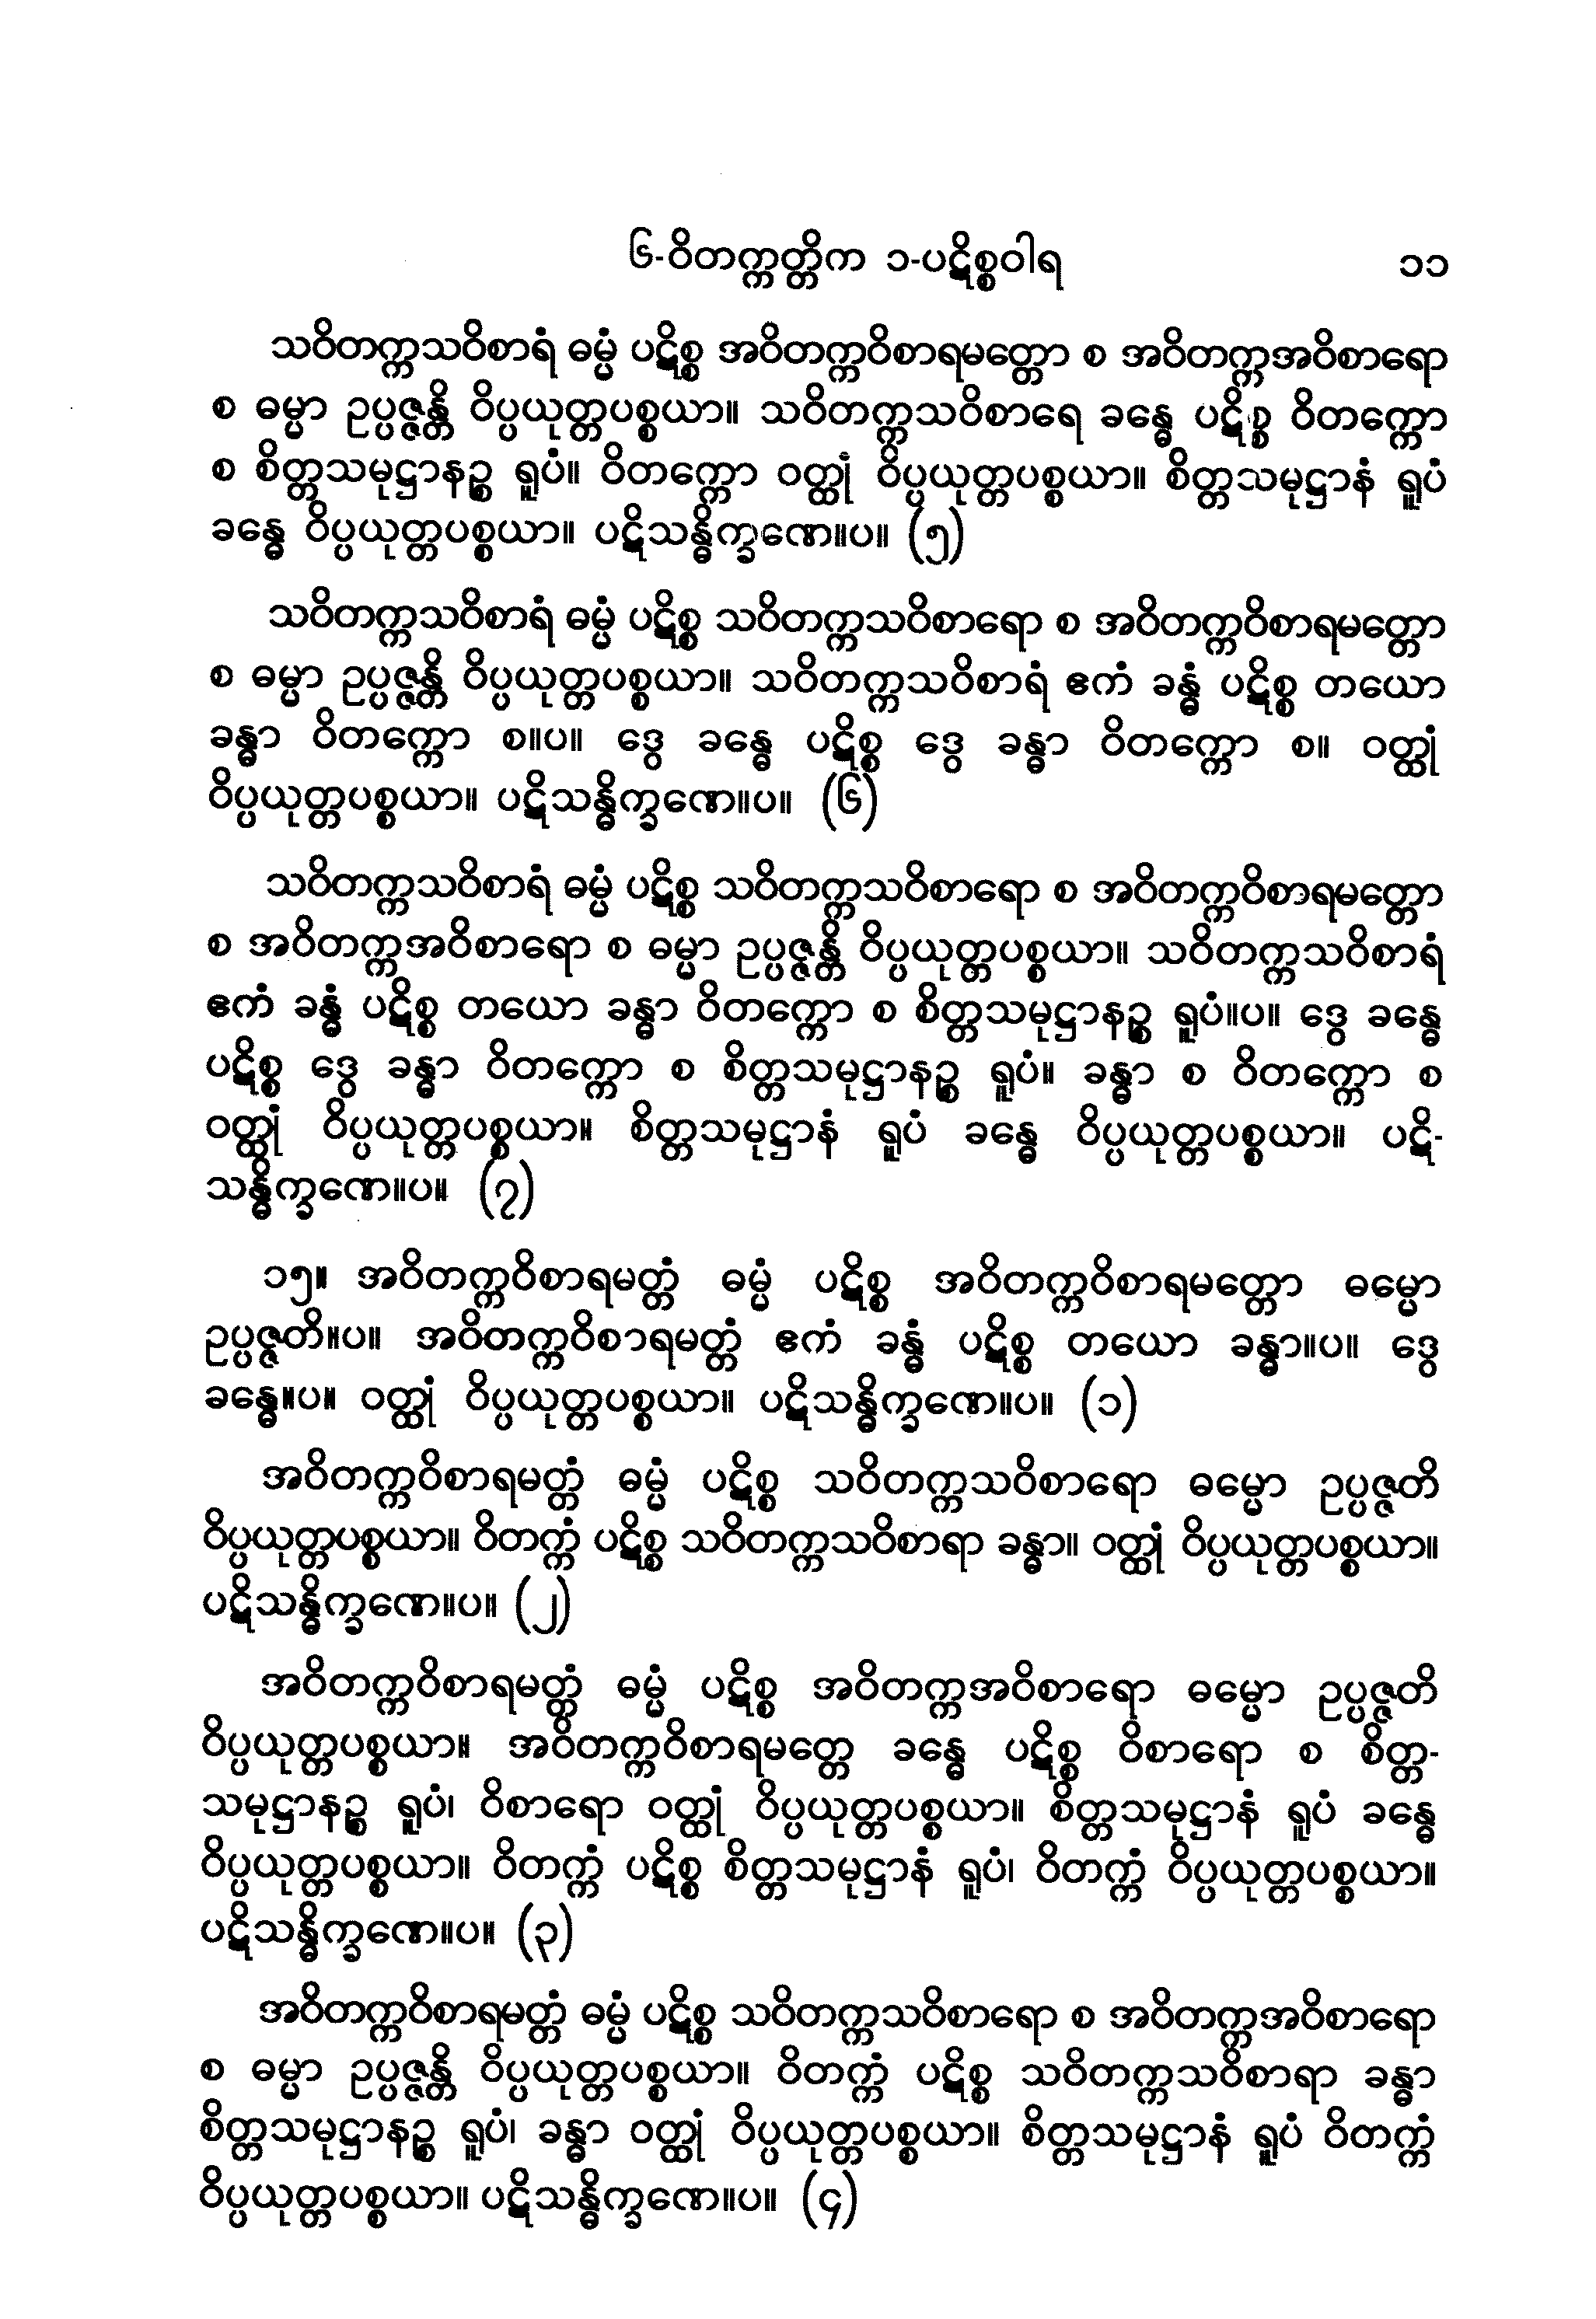 ၆-ဝိတက္ကတ္တိက ၁-ပဋိစ္စဝါရ ၁၁
သဝိတက္ကသဝိစာရံ ဓမ္မံ ပဋိစ္စ အဝိတက္ကဝိစာရမတ္တော စ အဝိတက္ကအဝိစာရော
စ ဓမ္မာ ဥပ္ပဇ္ဇန္တိ ဝိပ္ပယုတ္တပစ္စယာ။ သဝိတက္ကသဝိစာရေ ခန္ဓေ ပဋိစ္စ ဝိတက္ကော
စ စိတ္တသမုဋ္ဌာနဉ္စ ရူပံ။ ဝိတက္ကော ဝတ္ထုံ ဝိပ္ပယုတ္တပစ္စယာ။ စိတ္တသမုဋ္ဌာနံ ရူပံ
ခန္ဓေ ဝိပ္ပယုတ္တပစ္စယာ။ ပဋိသန္ဓိက္ခဏေ။ပ။ (၅)
သဝိတက္ကသဝိစာရံ ဓမ္မံ ပဋိစ္စ သဝိတက္ကသဝိစာရော စ အဝိတက္ကဝိစာရမတ္တော
စ ဓမ္မာ ဥပ္ပဇ္ဇန္တိ ဝိပ္ပယုတ္တပစ္စယာ။ သဝိတက္ကသဝိစာရံ ဧကံ ခန္ဓံ ပဋိစ္စ တယော
ခန္ဓာ ဝိတက္ကော စ။ပ။ ဒွေ ခန္ဓေ ပဋိစ္စ ဒွေ ခန္ဓာ ဝိတက္ကော စ။ ဝတ္ထုံ
ဝိပ္ပယုတ္တပစ္စယာ။ ပဋိသန္ဓိက္ခဏေ။ပ။ (၆)
သဝိတက္ကသဝိစာရံ ဓမ္မံ ပဋိစ္စ သဝိတက္ကသဝိစာရော စ အဝိတက္ကဝိစာရမတ္တော
စ အဝိတက္ကအဝိစာရော စ ဓမ္မာ ဥပ္ပဇ္ဇန္တိ ဝိပ္ပယုတ္တပစ္စယာ။ သဝိတက္ကသဝိစာရံ
ဧကံ ခန္ဓံ ပဋိစ္စ တယော ခန္ဓာ ဝိတက္ကော စ စိတ္တသမုဋ္ဌာနဉ္စ ရူပံ။ပ။ ဒွေ ခန္ဓေ
ပဋိစ္စ ဒွေ ခန္ဓာ ဝိတက္ကော စ စိတ္တသမုဋ္ဌာနဉ္စ ရူပံ။ ခန္ဓာ စ ဝိတက္ကော စ
ဝတ္ထုံ ဝိပ္ပယုတ္တပစ္စယာ။ စိတ္တသမုဋ္ဌာနံ ရူပံ ခန္ဓေ ဝိပ္ပယုတ္တပစ္စယာ။ ပဋိ-
သန္ဓိက္ခဏေ။ပ။ (၇)
၁၅။ အဝိတက္ကဝိစာရမတ္တံ ဓမ္မံ ပဋိစ္စ အဝိတက္ကဝိစာရမတ္တော ဓမ္မော
ဥပ္ပဇ္ဇတိ။ပ။ အဝိတက္ကဝိစာရမတ္တံ ဧကံ ခန္ဓံ ပဋိစ္စ တယော ခန္ဓာ။ပ။ ဒွေ
ခန္ဓေ။ပ။ ဝတ္ထုံ ဝိပ္ပယုတ္တပစ္စယာ။ ပဋိသန္ဓိက္ခဏေ။ပ။ (၁)
အဝိတက္ကဝိစာရမတ္တံ ဓမ္မံ ပဋိစ္စ သဝိတက္ကသဝိစာရော ဓမ္မော ဥပ္ပဇ္ဇတိ
ဝိပ္ပယုတ္တပစ္စယာ။ ဝိတက္ကံ ပဋိစ္စ သဝိတက္ကသဝိစာရာ ခန္ဓာ။ ဝတ္ထုံ ဝိပ္ပယုတ္တပစ္စယာ။
ပဋိသန္ဓိက္ခဏေ။ပ။ (၂)
အဝိတက္ကဝိစာရမတ္တံ ဓမ္မံ ပဋိစ္စ အဝိတက္ကအဝိစာရော ဓမ္မော ဥပ္ပဇ္ဇတိ
ဝိပ္ပယုတ္တပစ္စယာ။ အဝိတက္ကဝိစာရမတ္တေ ခန္ဓေ ပဋိစ္စ ဝိစာရော စ စိတ္တ-
သမုဋ္ဌာနဉ္စ ရူပံ၊ ဝိစာရော ဝတ္ထုံ ဝိပ္ပယုတ္တပစ္စယာ။ စိတ္တသမုဋ္ဌာနံ ရူပံ ခန္ဓေ
ဝိပ္ပယုတ္တပစ္စယာ။ ဝိတက္ကံ ပဋိစ္စ စိတ္တသမုဋ္ဌာနံ ရူပံ၊ ဝိတက္ကံ ဝိပ္ပယုတ္တပစ္စယာ။
ပဋိသန္ဓိက္ခဏေ။ပ။ (၃)
အဝိတက္ကဝိစာရမတ္တံ ဓမ္မံ ပဋိစ္စ သဝိတက္ကသဝိစာရော စ အဝိတက္ကအဝိစာရော
စ ဓမ္မာ ဥပ္ပဇ္ဇန္တိ ဝိပ္ပယုတ္တပစ္စယာ။ ဝိတက္ကံ ပဋိစ္စ သဝိတက္ကသဝိစာရာ ခန္ဓာ
စိတ္တသမုဋ္ဌာနဉ္စ ရူပံ၊ ခန္ဓာ ဝတ္ထုံ ဝိပ္ပယုတ္တပစ္စယာ။ စိတ္တသမုဋ္ဌာနံ ရူပံ ဝိတက္ကံ
ဝိပ္ပယုတ္တပစ္စယာ။ ပဋိသန္ဓိက္ခဏေ။ပ။ (၄)